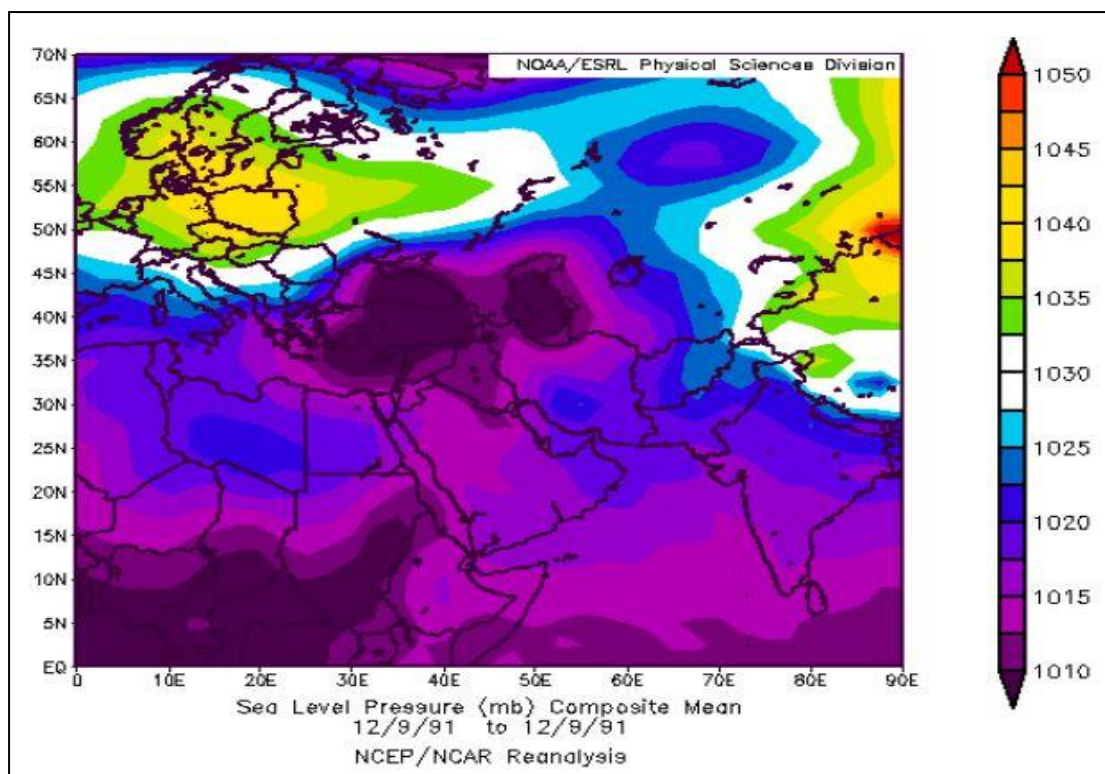 NOAA/ESRL Physical Sciences Division
70N
65N
60N
55N
50N
45N
40N
35N
30N
25N
20N
15N
10N
5N
EQ
0 10E 20E 30E 40E 50E 60E 70E 80E 90E
1050
1045
1040
1035
1030
1025
1020
1015
1010
Sea Level Pressure (mb) Composite Mean
12/9/91 to 12/9/91
NCEP/NCAR Reanalysis